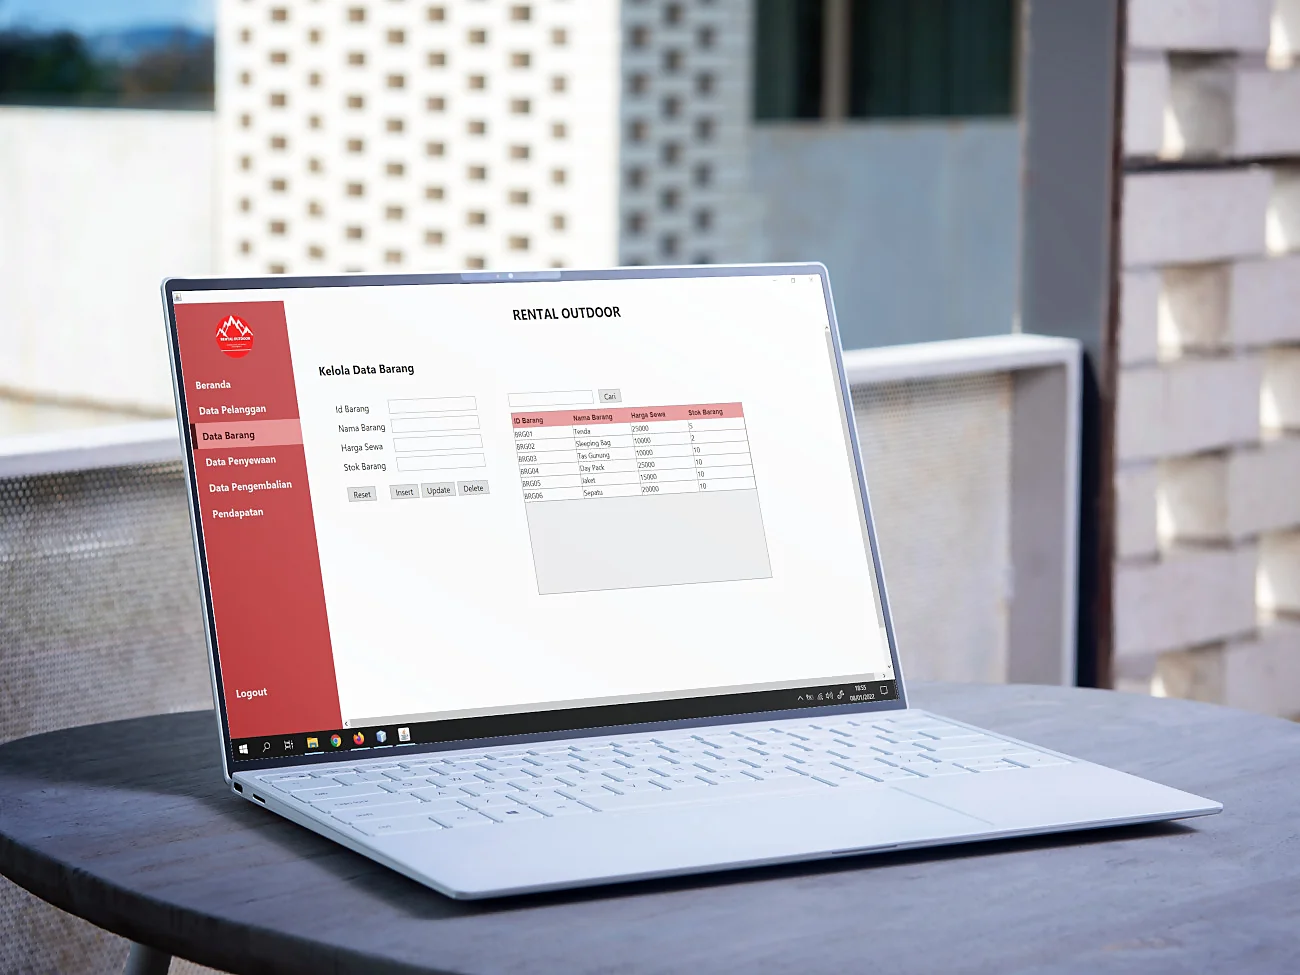 RENTAL OUTDOOR
RENTAL OUTDOOR
Beranda
Data Pelanggan
Data Barang
Data Penyewaan
Data Pengembalian
Pendapatan
Logout
Kelola Data Barang
Id Barang
Nama Barang
Harga Sewa
Stok Barang
Reset Insert Update Delete
Cari
ID Barang Nama Barang Harga Sewa Stok Barang
BRG01 Tenda 25000 5
BRG02 Sleeping Bag 10000 2
BRG03 Tas Gunung 10000 10
BRG04 Day Pack 25000 10
BRG05 Jaket 15000 10
BRG06 Sepatu 20000 10
10:55
08/01/2022